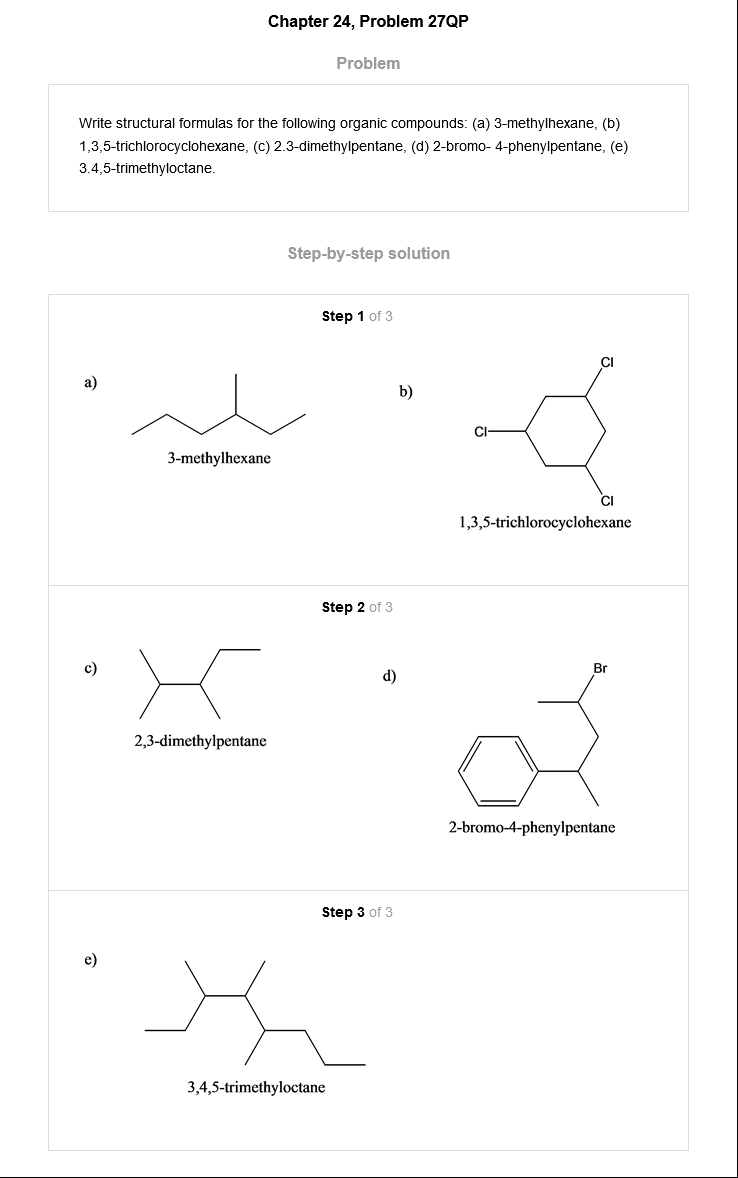 Chapter 24, Problem 27QP
Problem
Write structural formulas for the following organic compounds: (a) 3-methylhexane, (b)
1,3,5-trichlorocyclohexane, (c) 2.3-dimethylpentane, (d) 2-bromo- 4-phenylpentane, (e)
3.4,5-trimethyloctane.
Step-by-step solution
Step 1 of 3
a)
3-methylhexane
b)
Cl
Cl
Cl
1,3,5-trichlorocyclohexane
Step 2 of 3
c)
2,3-dimethylpentane
d)
Br
2-bromo-4-phenylpentane
Step 3 of 3
e)
3,4,5-trimethyloctane